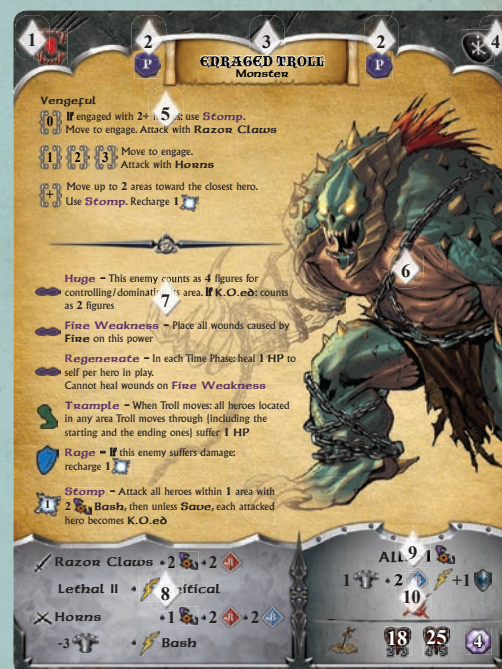 1 2 3 2 4
P P
ENRAGED TROLL
Monster
Vengeful
5
0 If engaged with 2+ use Stomp.
Move to engage. Attack with Razor Claws
1 2 3 Move to engage.
Attack with Horns
+ Move up to 2 areas toward the closest hero.
Use Stomp. Recharge 1
6
7
Huge – This enemy counts as 4 figures for
controlling/dominating area. If K.O.ed: counts
as 2 figures
Fire Weakness – Place all wounds caused by
Fire on this power
Regenerate – In each Time Phase: heal 1 HP to
self per hero in play.
Cannot heal wounds on Fire Weakness
Trample – When Troll moves: all heroes located
in any area Troll moves through (including the
starting and the ending ones) suffer 1 HP
Rage – If this enemy suffers damage:
recharge 1
1 Stomp – Attack all heroes within 1 area with
2 Bash, then unless Save, each attacked
hero becomes K.O.ed
Razor Claws • 2 • 2
Lethal II • 8
Horns • 1 • 2 • 2
-3 Bash
9
1 • 2 +1
10
18 25 4
2-3 4-5